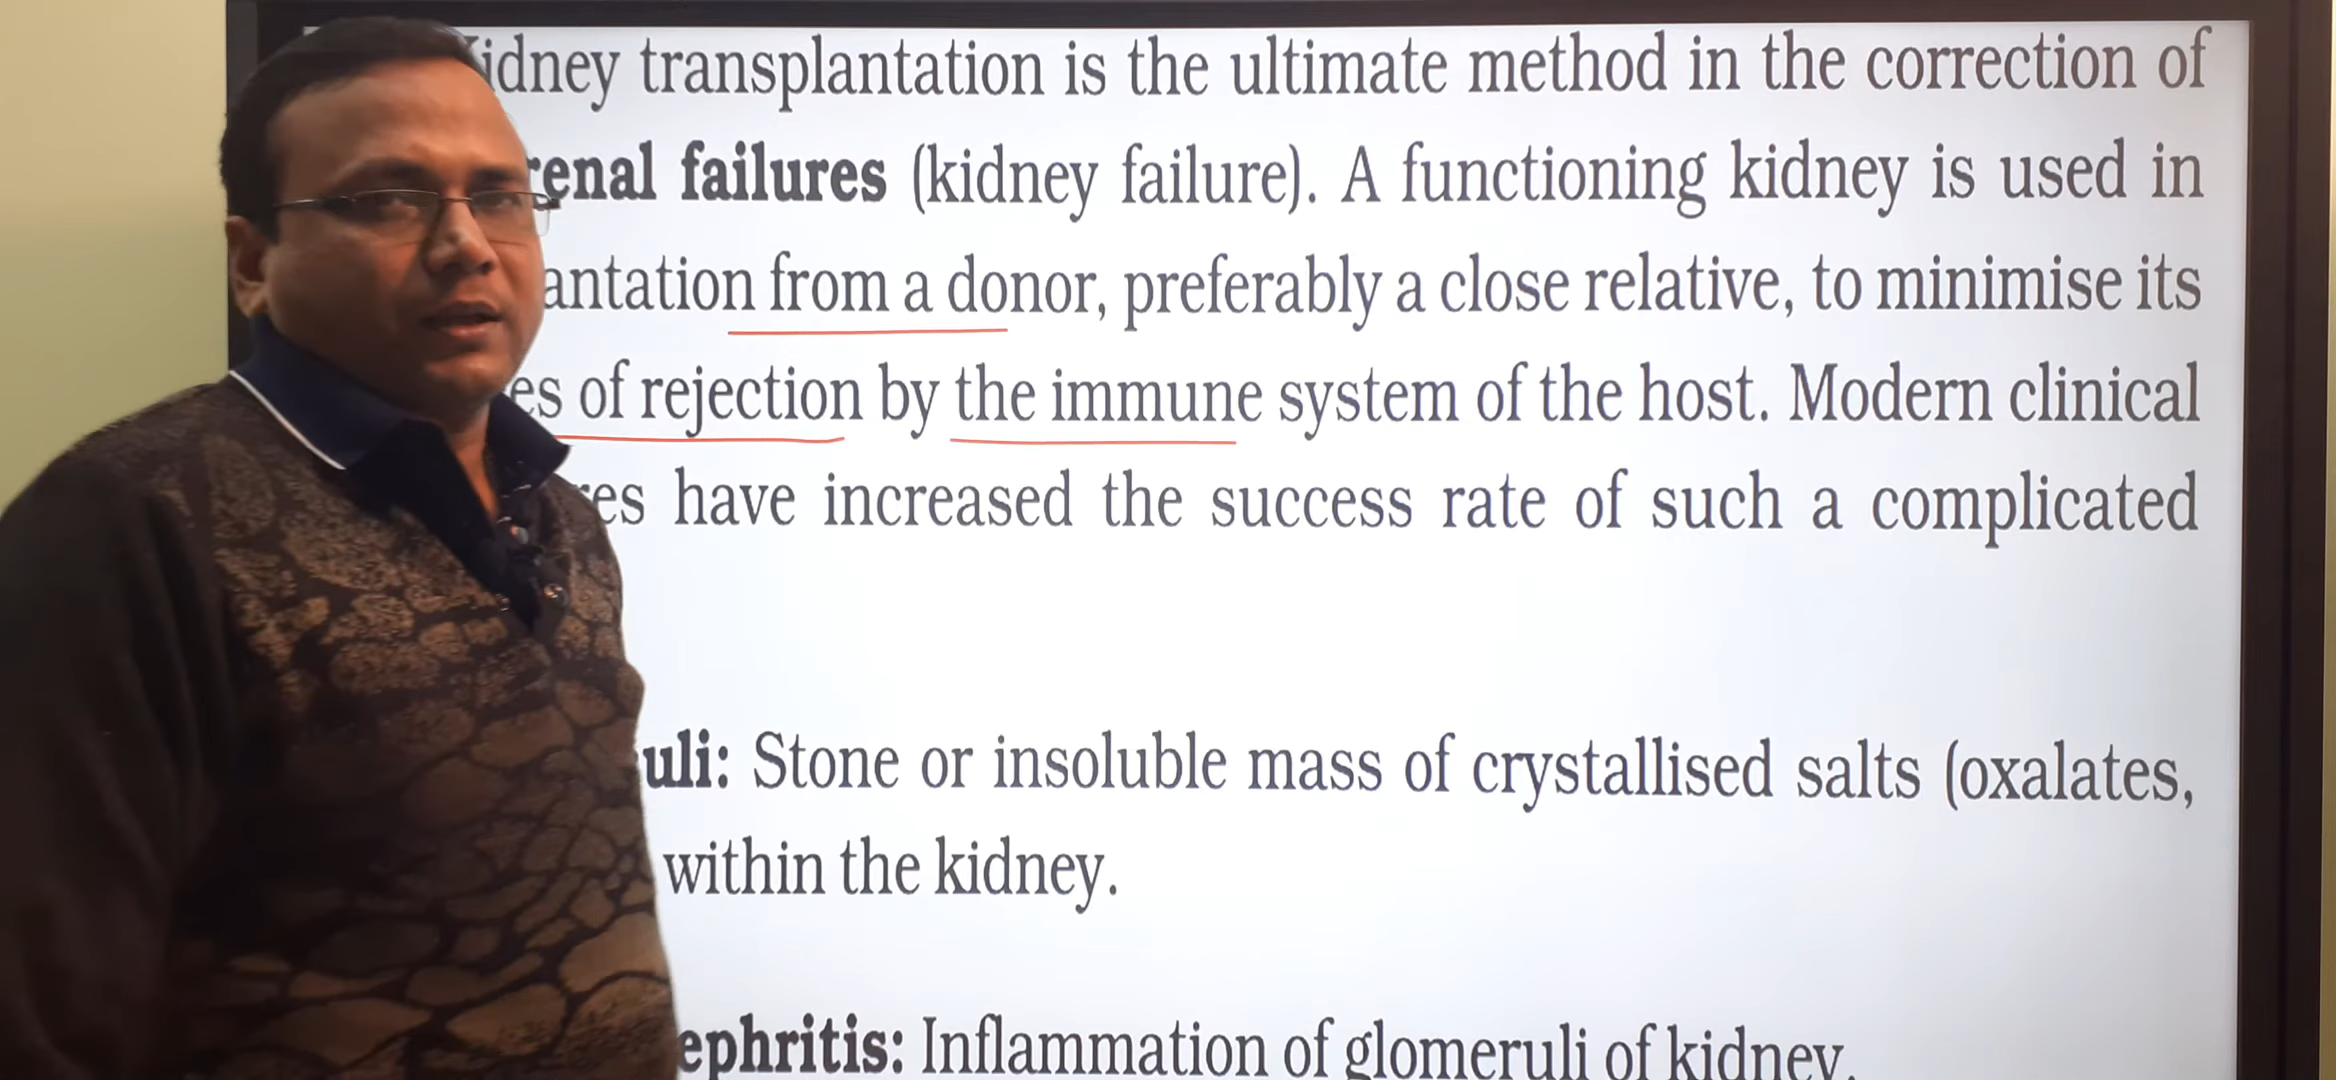 idney transplantation is the ultimate method in the correction of
renal failures (kidney failure). A functioning kidney is used in
antation from a donor, preferably a close relative, to minimise its
es of rejection by the immune system of the host. Modern clinical
es have increased the success rate of such a complicated
uli: Stone or insoluble mass of crystallised salts (oxalates,
within the kidney.
ephritis: Inflammation of glomeruli of kidney.